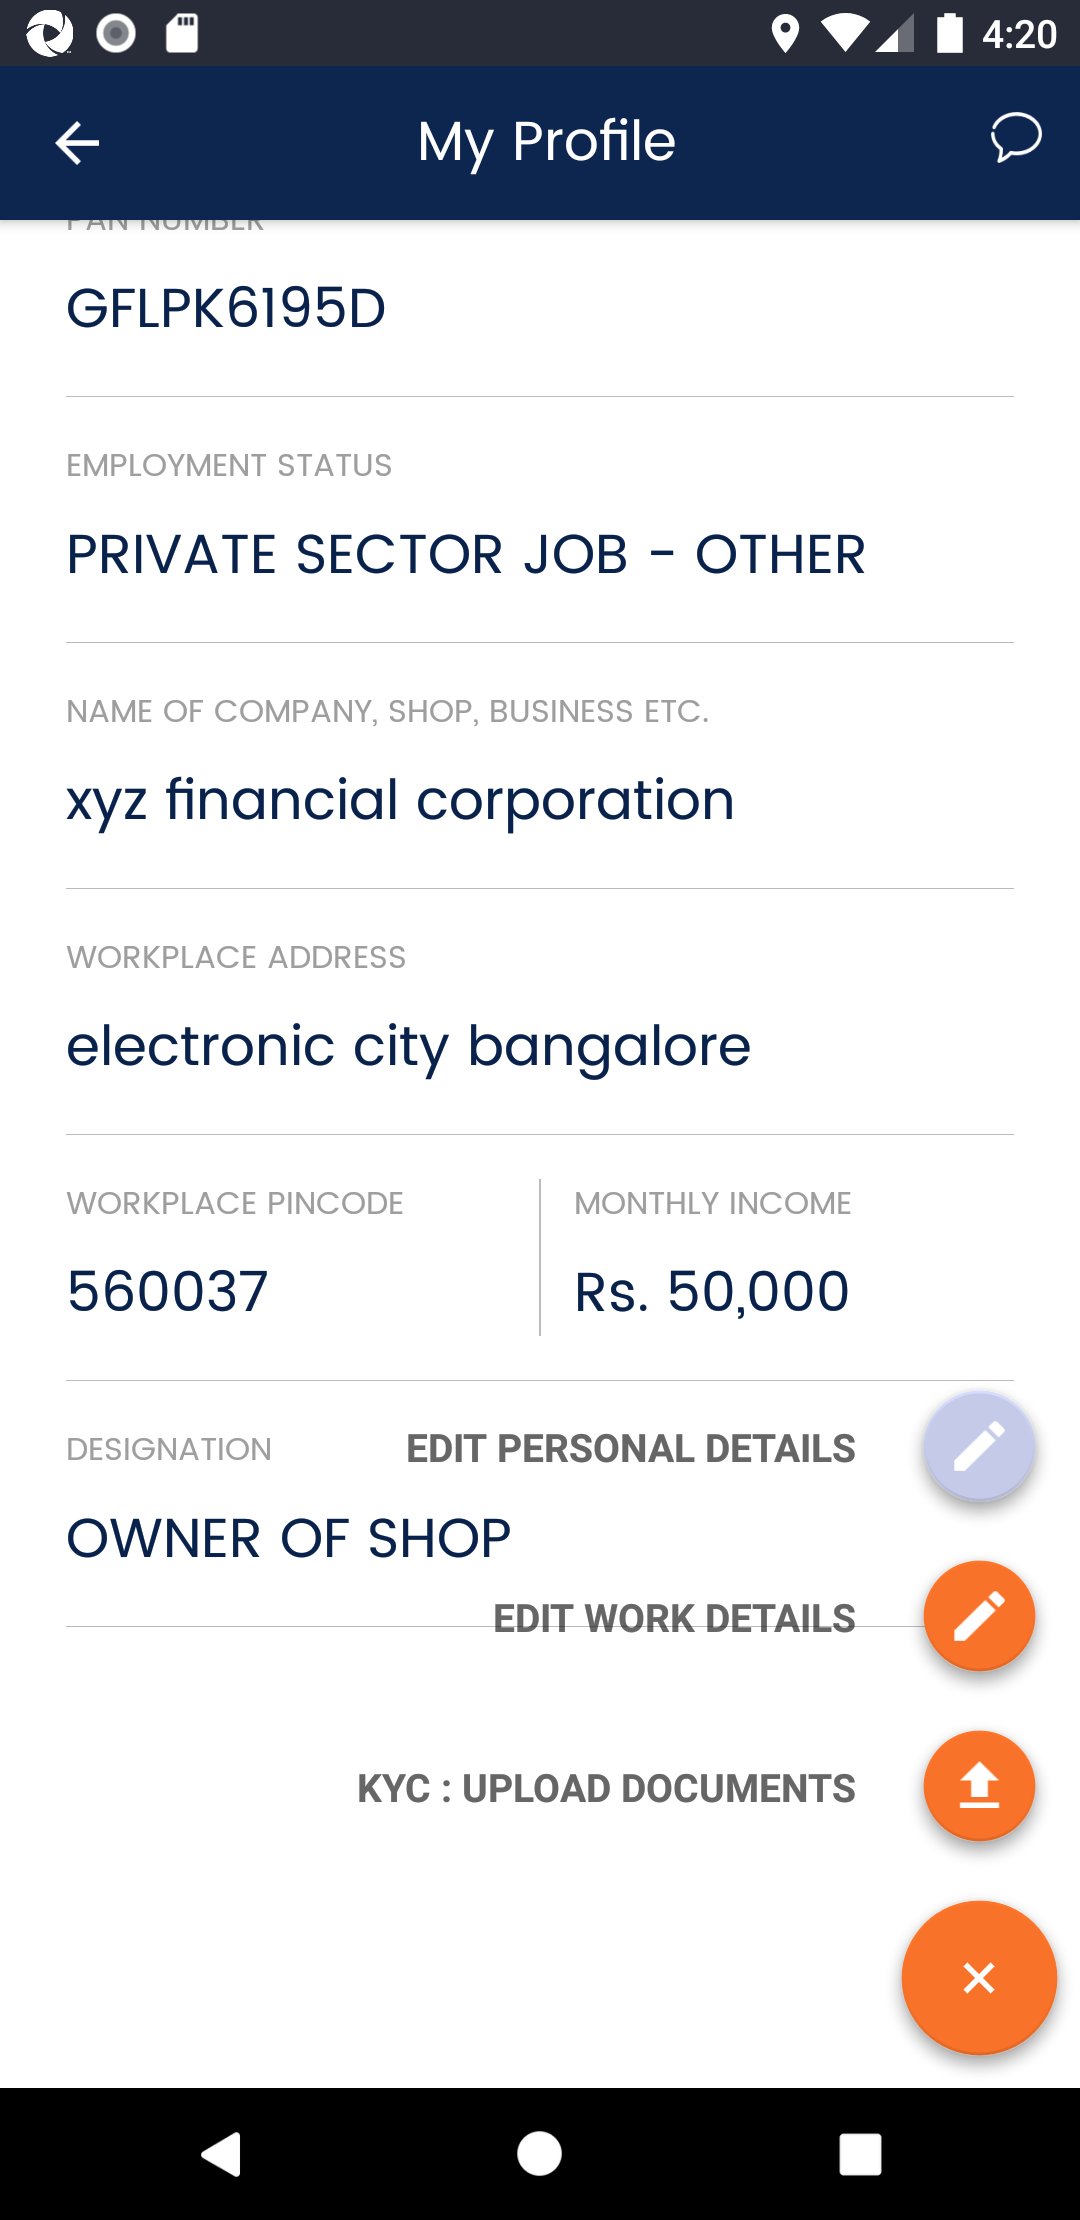 4:20
My Profile
PAN NUMBER
GFLPK6195D
EMPLOYMENT STATUS
PRIVATE SECTOR JOB - OTHER
NAME OF COMPANY, SHOP, BUSINESS ETC.
xyz financial corporation
WORKPLACE ADDRESS
electronic city bangalore
WORKPLACE PINCODE
560037
MONTHLY INCOME
Rs. 50,000
DESIGNATION
OWNER OF SHOP
EDIT PERSONAL DETAILS
EDIT WORK DETAILS
KYC : UPLOAD DOCUMENTS